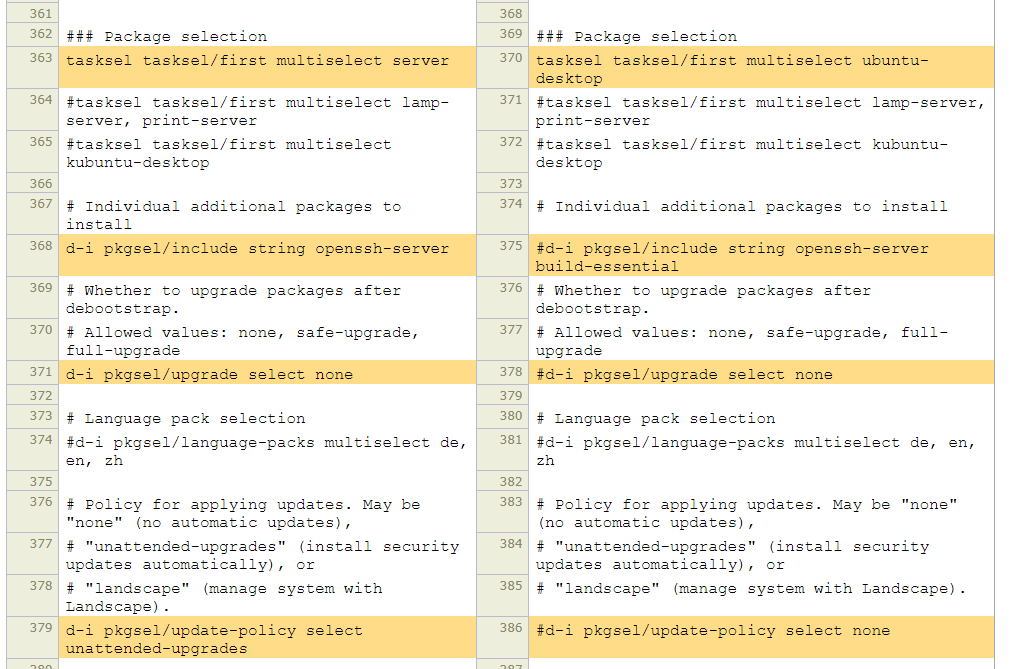 361
362 ### Package selection
363 tasksel tasksel/first multiselect server
364 #tasksel tasksel/first multiselect lamp-
server, print-server
365 #tasksel tasksel/first multiselect
kubuntu-desktop
366
367 # Individual additional packages to
install
368 d-i pkgsel/include string openssh-server
369 # Whether to upgrade packages after
debootstrap.
370 # Allowed values: none, safe-upgrade,
full-upgrade
371 d-i pkgsel/upgrade select none
372
373 # Language pack selection
374 #d-i pkgsel/language-packs multiselect de,
en, zh
375
376 # Policy for applying updates. May be
"none" (no automatic updates),
377 # "unattended-upgrades" (install security
updates automatically), or
378 # "landscape" (manage system with
Landscape).
379 d-i pkgsel/update-policy select
unattended-upgrades
380
368
369 ### Package selection
370 tasksel tasksel/first multiselect ubuntu-
desktop
371 #tasksel tasksel/first multiselect lamp-server,
print-server
372 #tasksel tasksel/first multiselect kubuntu-
desktop
373
374 # Individual additional packages to install
375 #d-i pkgsel/include string openssh-server
build-essential
376 # Whether to upgrade packages after
debootstrap.
377 # Allowed values: none, safe-upgrade, full-
upgrade
378 #d-i pkgsel/upgrade select none
379
380 # Language pack selection
381 #d-i pkgsel/language-packs multiselect de, en,
zh
382
383 # Policy for applying updates. May be "none"
(no automatic updates),
384 # "unattended-upgrades" (install security
updates automatically), or
385 # "landscape" (manage system with Landscape).
386 #d-i pkgsel/update-policy select none
387